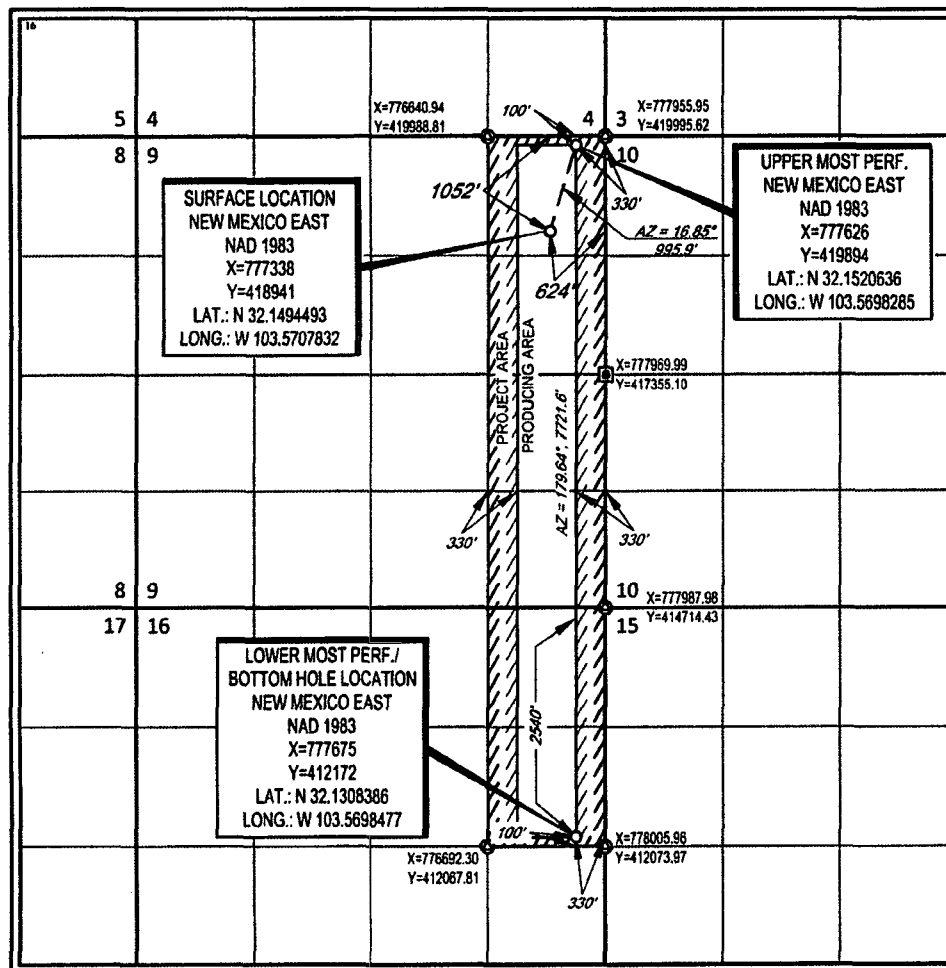 16
5 4
8 9
X=776640.94
Y=419988.81
100'
4 3
10
X=777955.95
Y=419995.62
SURFACE LOCATION
NEW MEXICO EAST
NAD 1983
X=777338
Y=418941
LAT.: N 32.1494493
LONG.: W 103.5707832
1052'
330'
AZ = 16.85°
995.9'
624'
UPPER MOST PERF.
NEW MEXICO EAST
NAD 1983
X=777626
Y=419894
LAT.: N 32.1520636
LONG.: W 103.5698285
PROJECT AREA
PRODUCING AREA
X=777969.99
Y=417355.10
AZ = 179.64°, 7721.6'
330'
330'
8 9
17 16
10
15
X=777987.98
Y=414714.43
LOWER MOST PERF./
BOTTOM HOLE LOCATION
NEW MEXICO EAST
NAD 1983
X=777675
Y=412172
LAT.: N 32.1308386
LONG.: W 103.5698477
2540'
100'
X=776692.30
Y=412067.81
X=778005.98
Y=412073.97
330'